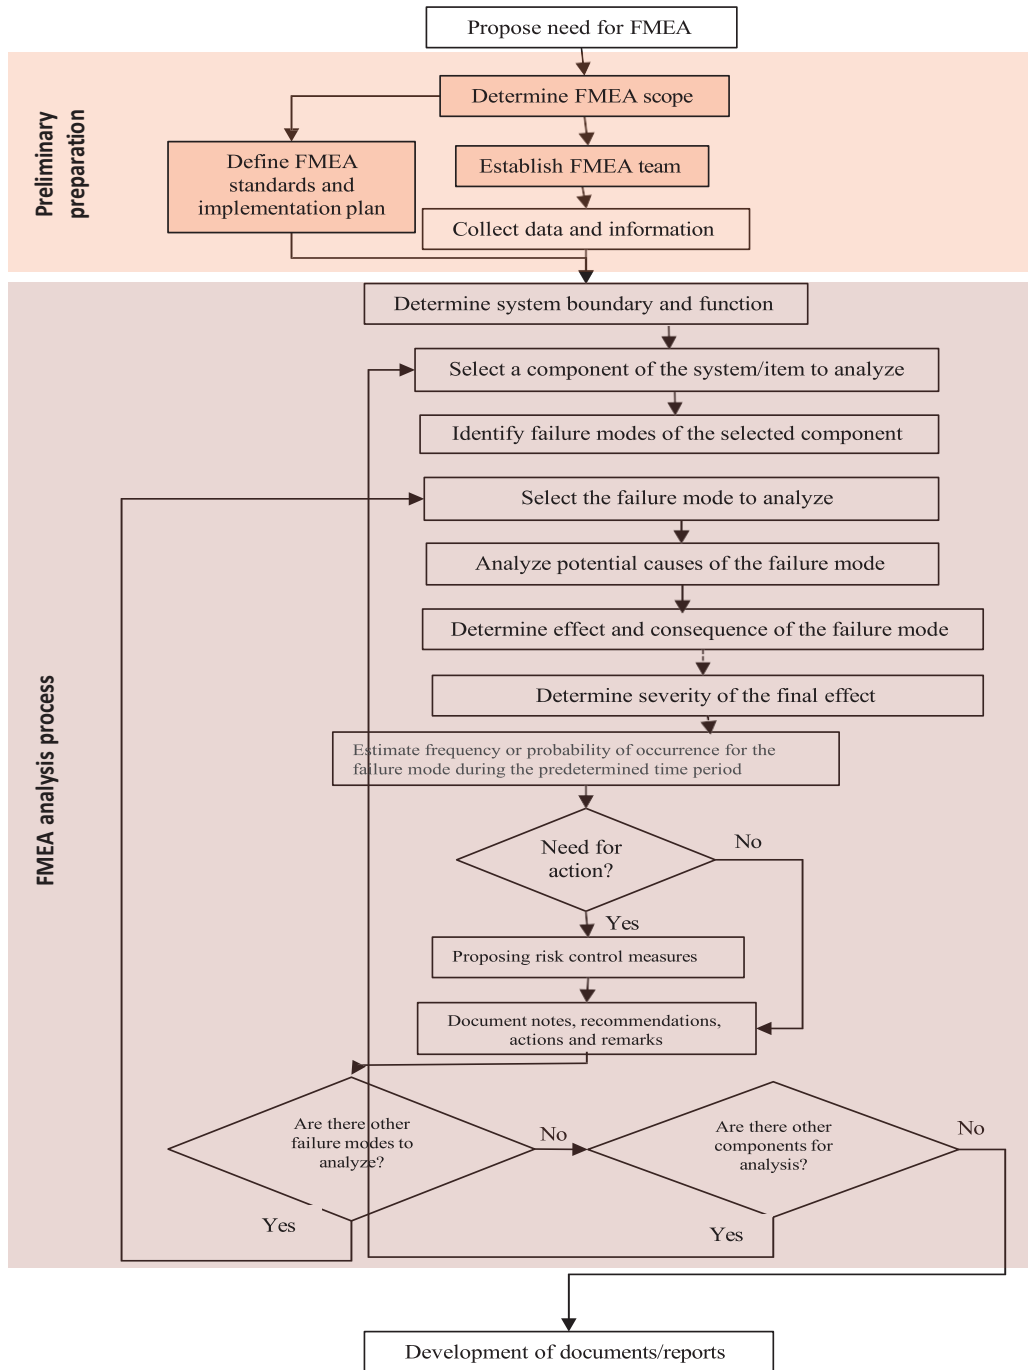 Propose need for FMEA
Preliminary
preparation
Determine FMEA scope
Define FMEA
standards and
implementation plan
Establish FMEA team
Collect data and information
FMEA analysis process
Determine system boundary and function
Select a component of the system/item to analyze
Identify failure modes of the selected component
Select the failure mode to analyze
Analyze potential causes of the failure mode
Determine effect and consequence of the failure mode
Determine severity of the final effect
Estimate frequency or probability of occurrence for the
failure mode during the predetermined time period
Need for
action?
No
Yes
Proposing risk control measures
Document notes, recommendations,
actions and remarks
Are there other
failure modes to
analyze?
No
Yes
Are there other
components for
analysis?
No
Yes
Development of documents/reports